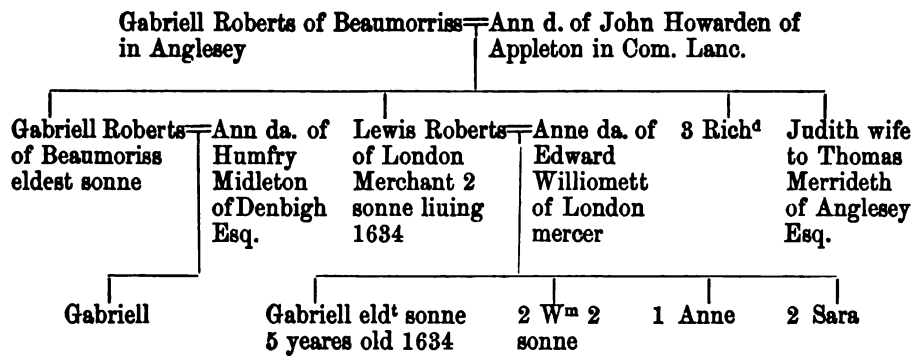 Gabriell Roberts of Beaumorriss
in Anglesey
Ann d. of John Howarden of
Appleton in Com. Lanc.
Gabriell Roberts
of Beaumoriss
eldest sonne
Ann da. of
Humfry
Midleton
of Denbigh
Esq.
Lewis Roberts
of London
Merchant 2
sonne liuing
1634
Anne da. of
Edward
Williomett
of London
mercer
3 Richᵈ
Judith wife
to Thomas
Merrideth
of Anglesey
Esq.
Gabriell
Gabriell eldᵗ sonne
5 yeares old 1634
2 Wᵐ 2
sonne
1 Anne
2 Sara